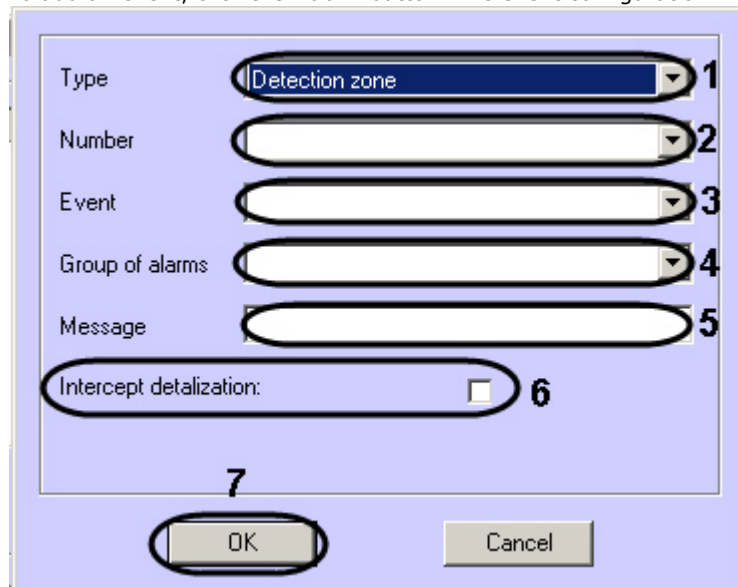 Type Detection zone 1
Number 2
Event 3
Group of alarms 4
Message 5
Intercept detalization: 6
7
OK Cancel